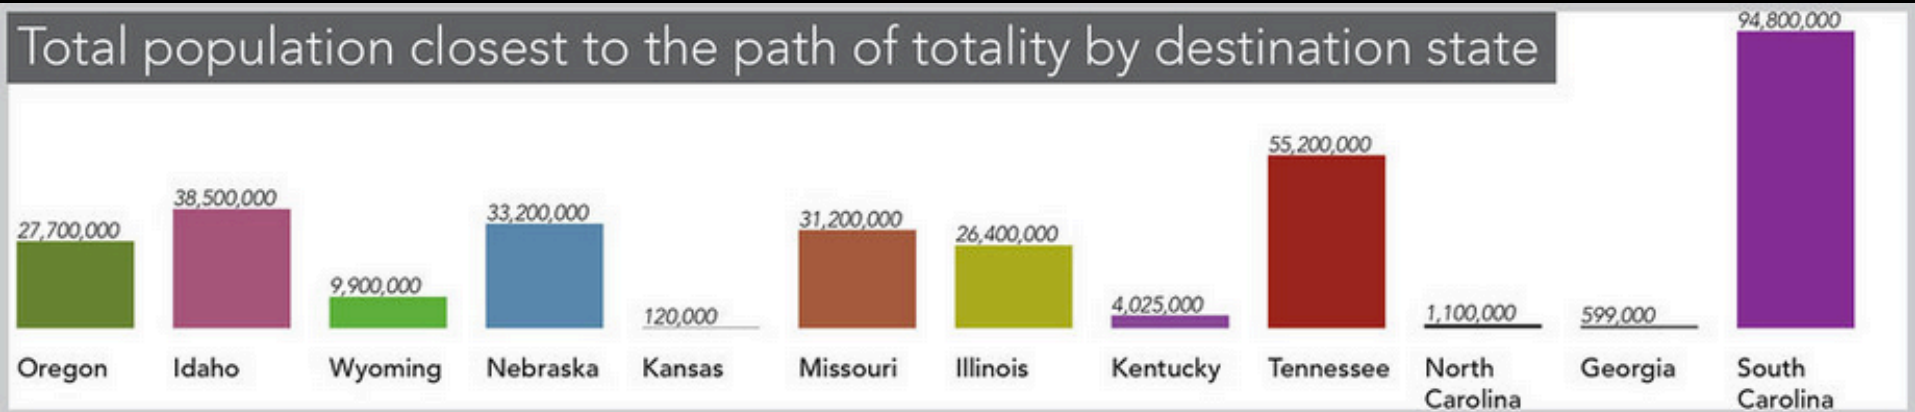 Total population closest to the path of totality by destination state
94,800,000
55,200,000
38,500,000
33,200,000
31,200,000
27,700,000
26,400,000
9,900,000
4,025,000
1,100,000
599,000
120,000
Oregon
Idaho
Wyoming
Nebraska
Kansas
Missouri
Illinois
Kentucky
Tennessee
North
Carolina
Georgia
South
Carolina